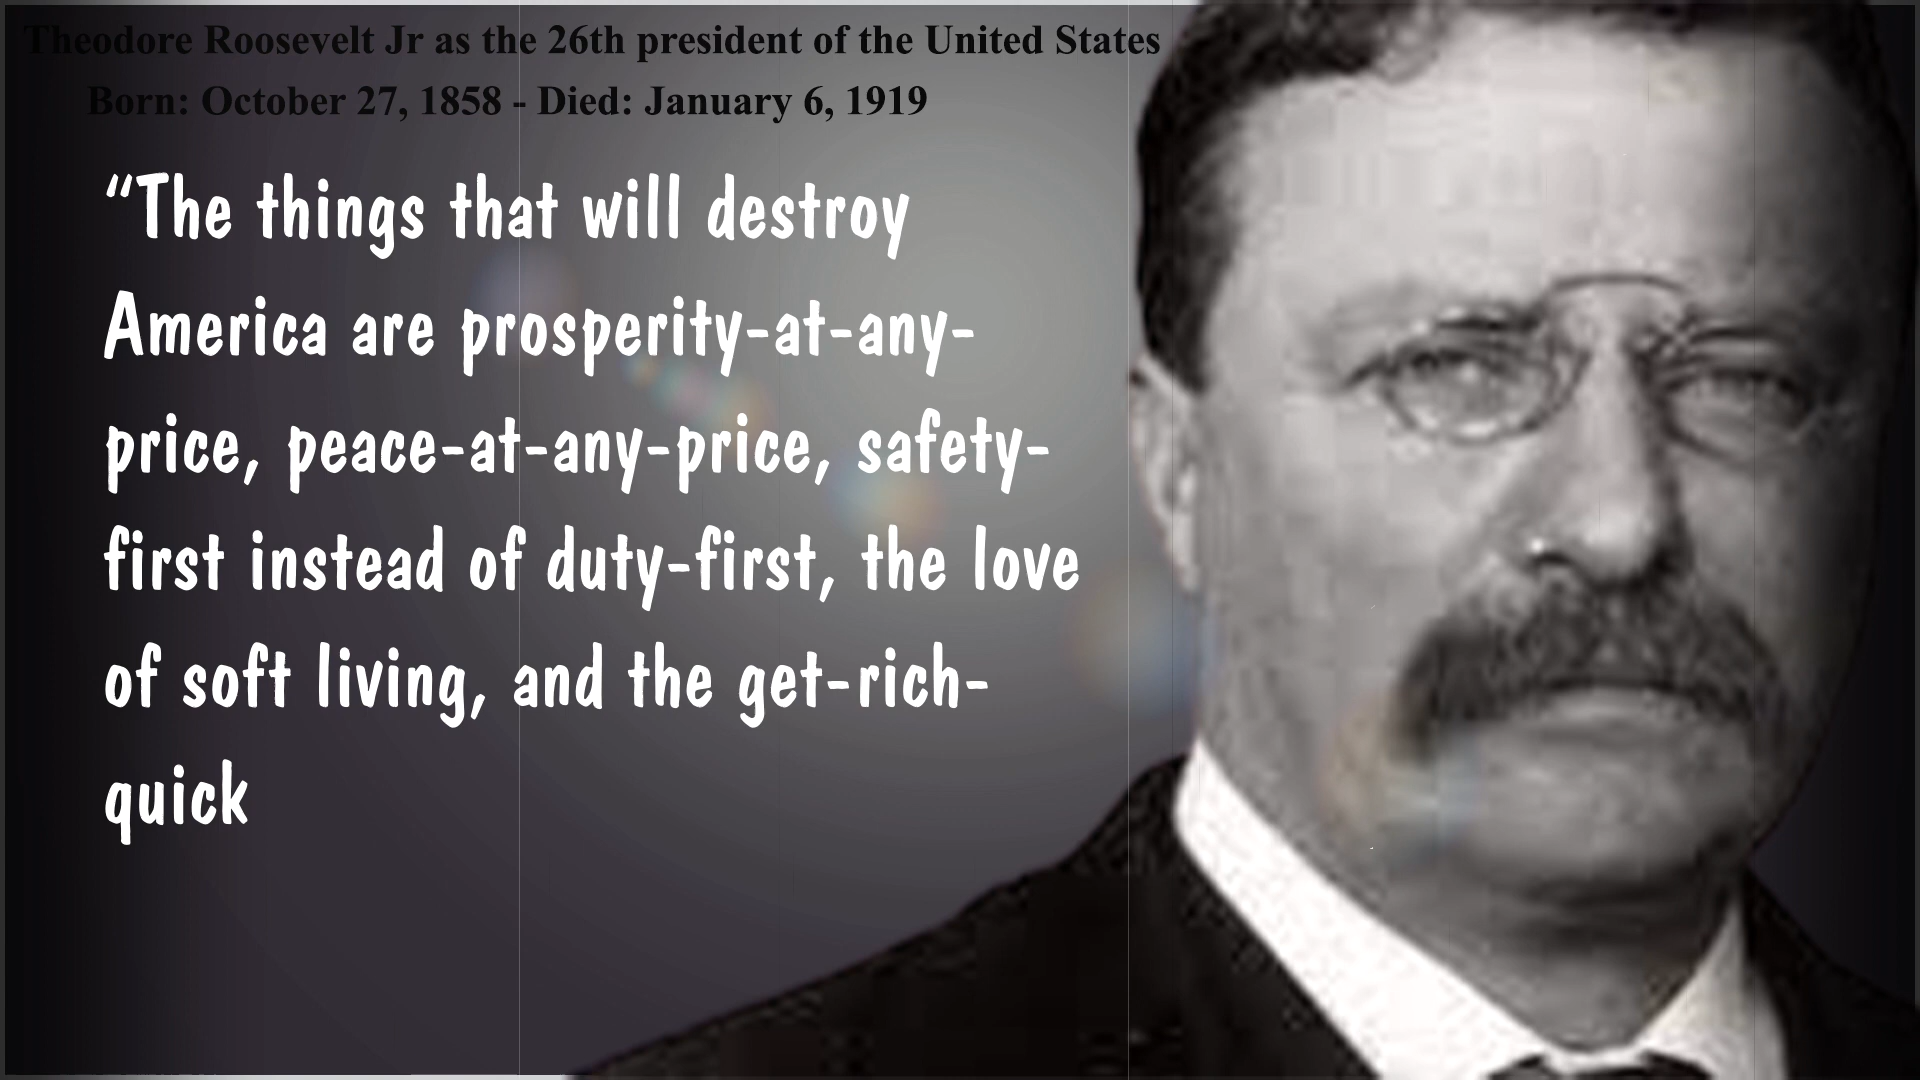 Theodore Roosevelt Jr as the 26th president of the United States
Born: October 27, 1858 - Died: January 6, 1919
“The things that will destroy
America are prosperity-at-any-
price, peace-at-any-price, safety-
first instead of duty-first, the love
of soft living, and the get-rich-
quick